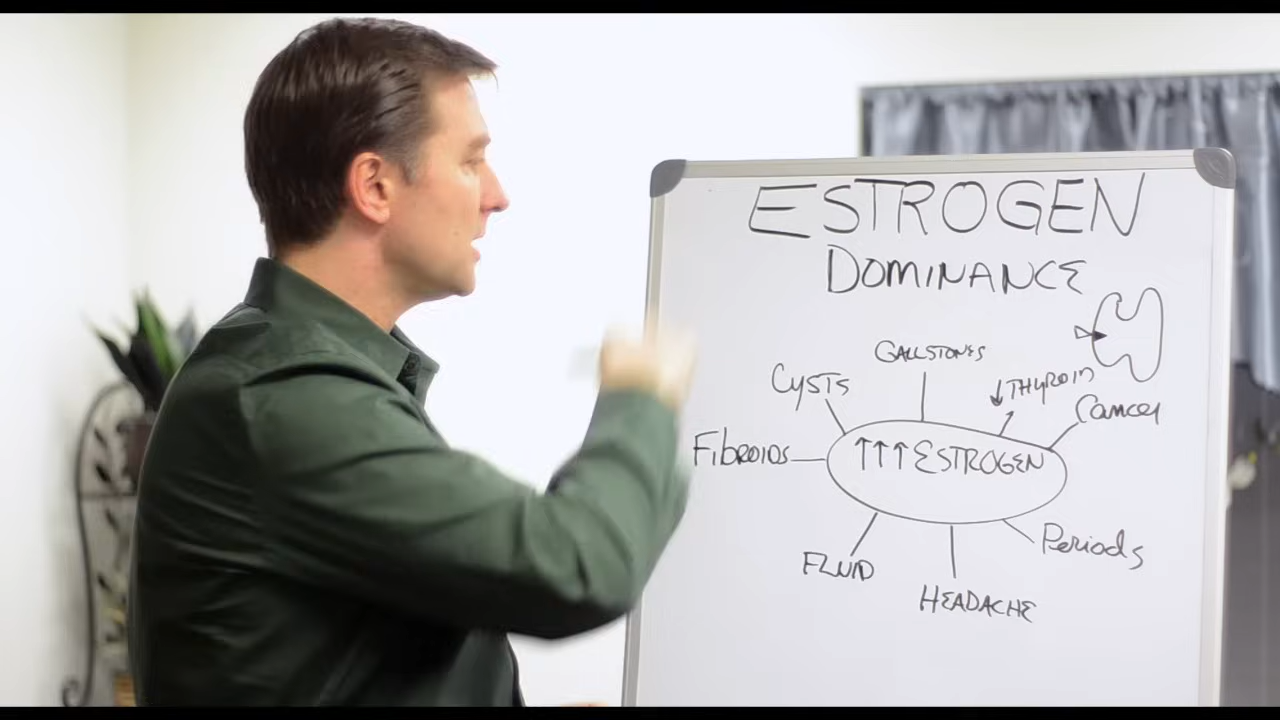 ESTROGEN
DOMINANCE
GALLSTONES
CYSTS
↓THYROID
Cancer
FibROIDS
↑↑↑ESTROGEN
Periods
FLUID
HEADACHE